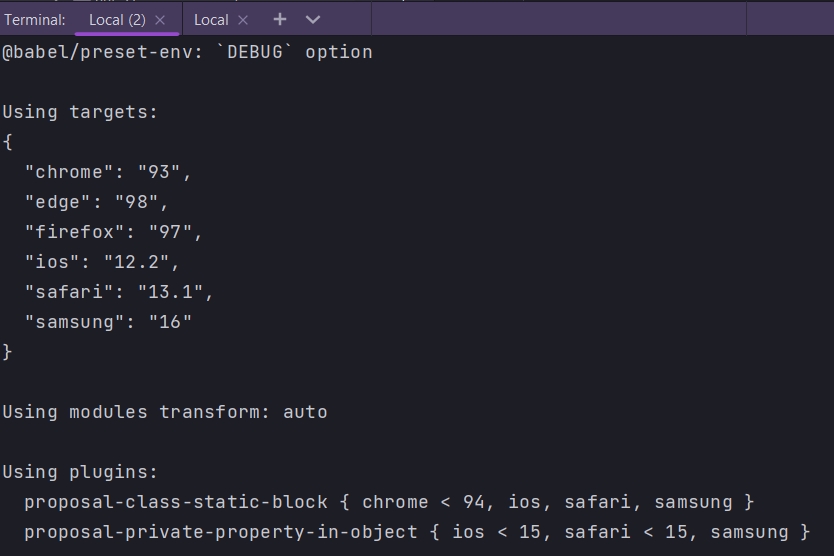 Terminal: Local (2) × Local × +
@babel/preset-env: `DEBUG` option
Using targets:
{
"chrome": "93",
"edge": "98",
"firefox": "97",
"ios": "12.2",
"safari": "13.1",
"samsung": "16"
}
Using modules transform: auto
Using plugins:
proposal-class-static-block { chrome < 94, ios, safari, samsung }
proposal-private-property-in-object { ios < 15, safari < 15, samsung }